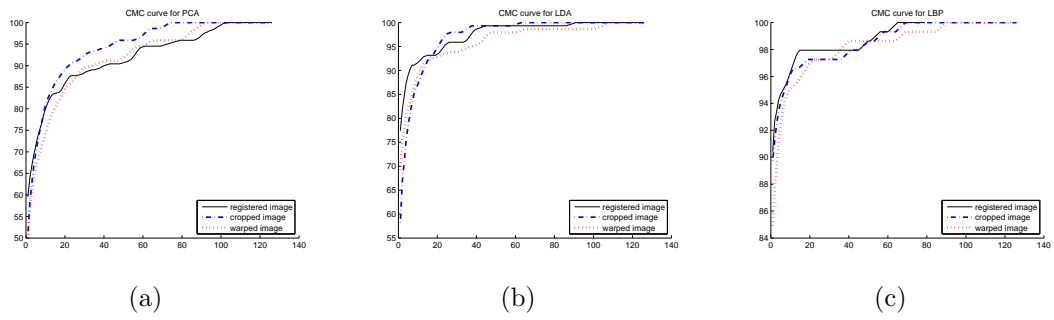 CMC curve for PCA
100
95
90
85
80
75
70
65
60
55
50
0 20 40 60 80 100 120 140
registered image
cropped image
warped image
(a)
CMC curve for LDA
100
95
90
85
80
75
70
65
60
55
0 20 40 60 80 100 120 140
registered image
cropped image
warped image
(b)
CMC curve for LBP
100
98
96
94
92
90
88
86
84
0 20 40 60 80 100 120 140
registered image
cropped image
warped image
(c)